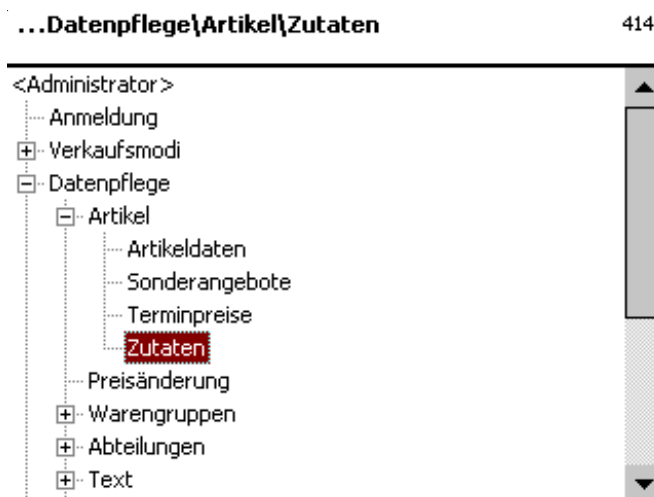 ...Datenpflege\Artikel\Zutaten 414
<Administrator>
Anmeldung
Verkaufsmodi
Datenpflege
Artikel
Artikeldaten
Sonderangebote
Terminpreise
Zutaten
Preisänderung
Warengruppen
Abteilungen
Text